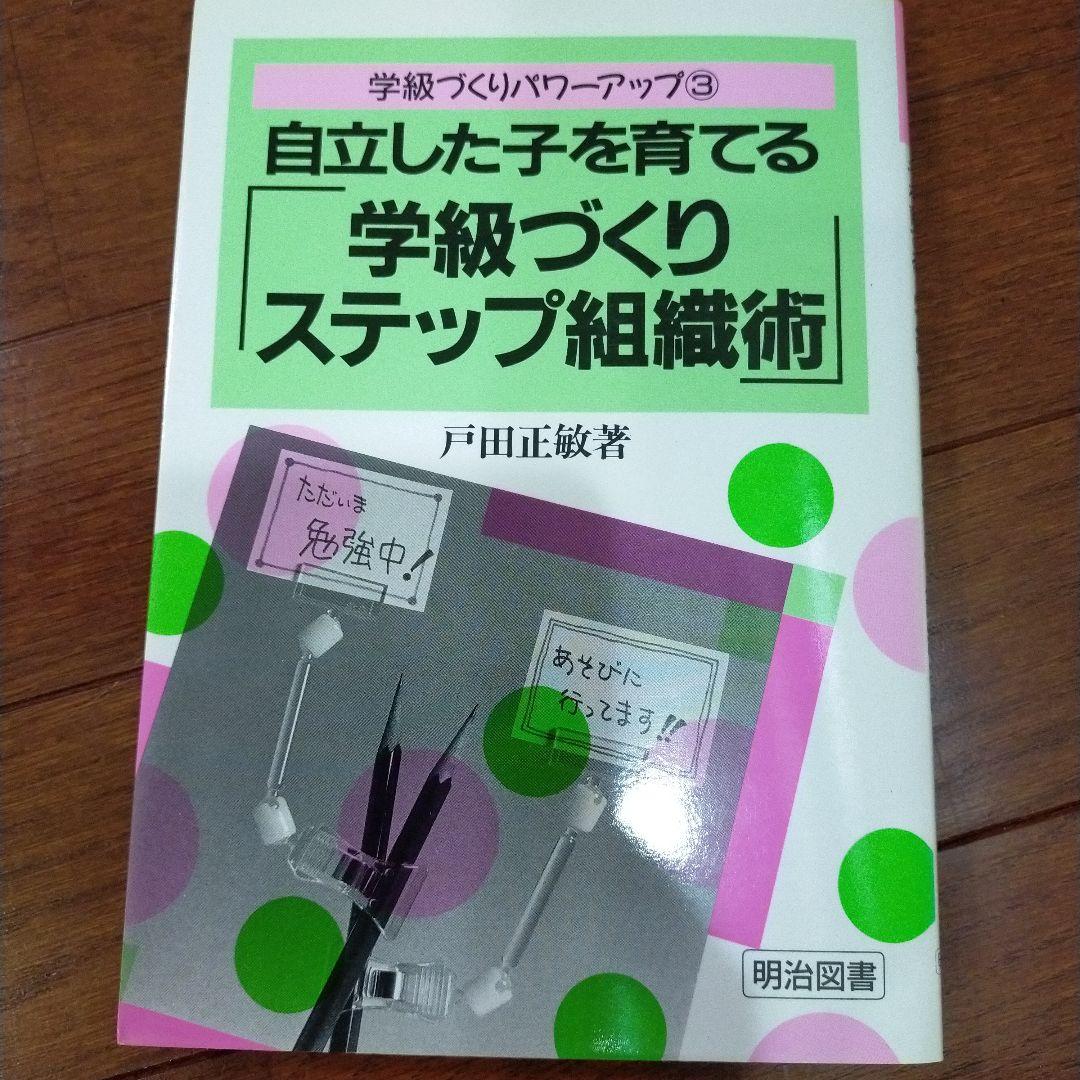 学級づくりパワーアップ③
自立した子を育てる
「学級づくり
ステップ組織術」
戸田正敏著
ただいま
勉強中!
あそびに
行ってます!!
明治図書